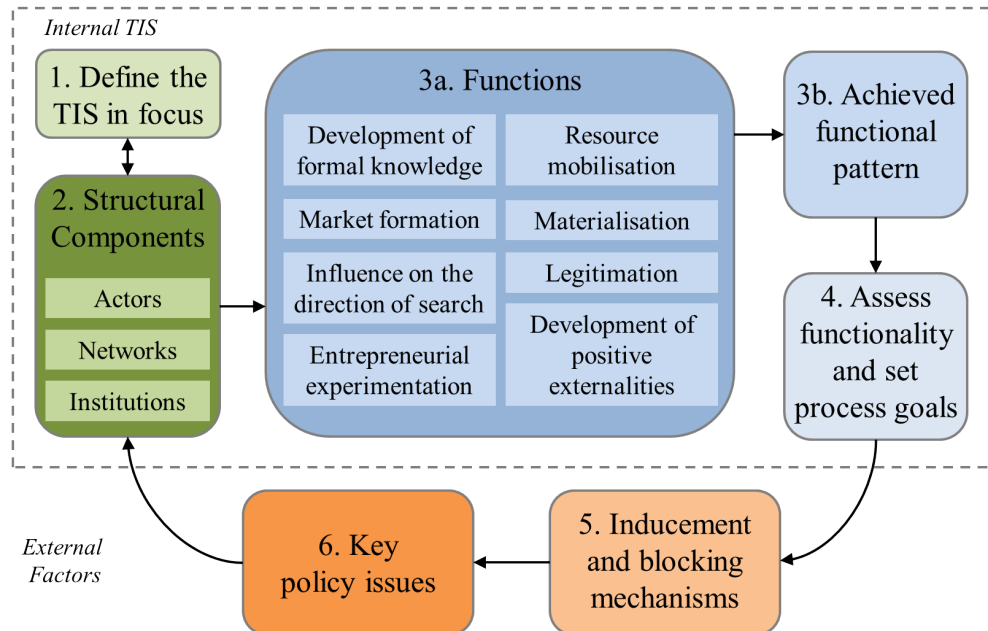 Internal TIS
1. Define the
TIS in focus
2. Structural
Components
Actors
Networks
Institutions
3a. Functions
Development of
formal knowledge
Market formation
Influence on the
direction of search
Entrepreneurial
experimentation
Resource
mobilisation
Materialisation
Legitimation
Development of
positive
externalities
3b. Achieved
functional
pattern
4. Assess
functionality
and set
process goals
5. Inducement
and blocking
mechanisms
6. Key
policy issues
External
Factors